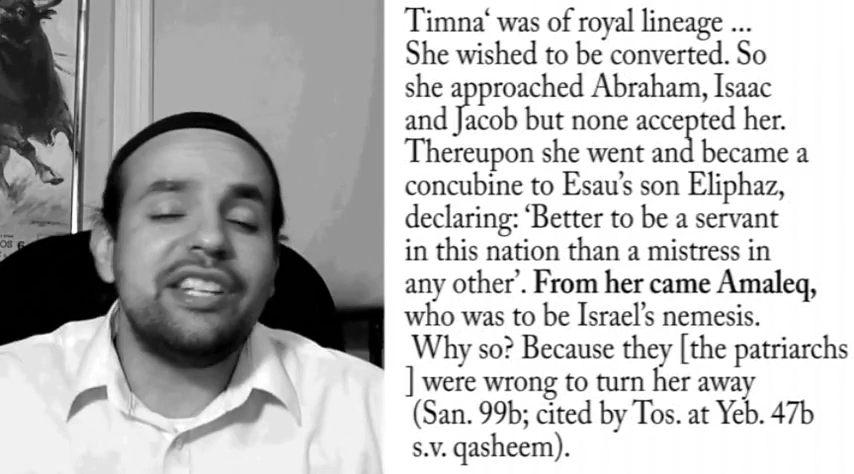 Timna‘ was of royal lineage ...
She wished to be converted. So
she approached Abraham, Isaac
and Jacob but none accepted her.
Thereupon she went and became a
concubine to Esau’s son Eliphaz,
declaring: ‘Better to be a servant
in this nation than a mistress in
any other’. From her came Amaleq,
who was to be Israel’s nemesis.
Why so? Because they [the patriarchs
] were wrong to turn her away
(San. 99b; cited by Tos. at Yeb. 47b
s.v. qasheem).